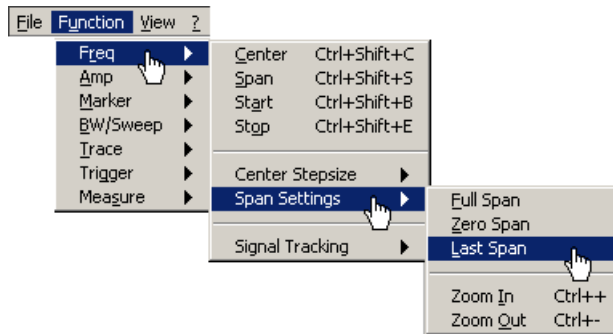 File Function View ?
Freq
Amp
Marker
BW/Sweep
Trace
Trigger
Measure
Center Ctrl+Shift+C
Span Ctrl+Shift+S
Start Ctrl+Shift+B
Stop Ctrl+Shift+E
Center Stepsize
Span Settings
Signal Tracking
Full Span
Zero Span
Last Span
Zoom In Ctrl++
Zoom Out Ctrl+-